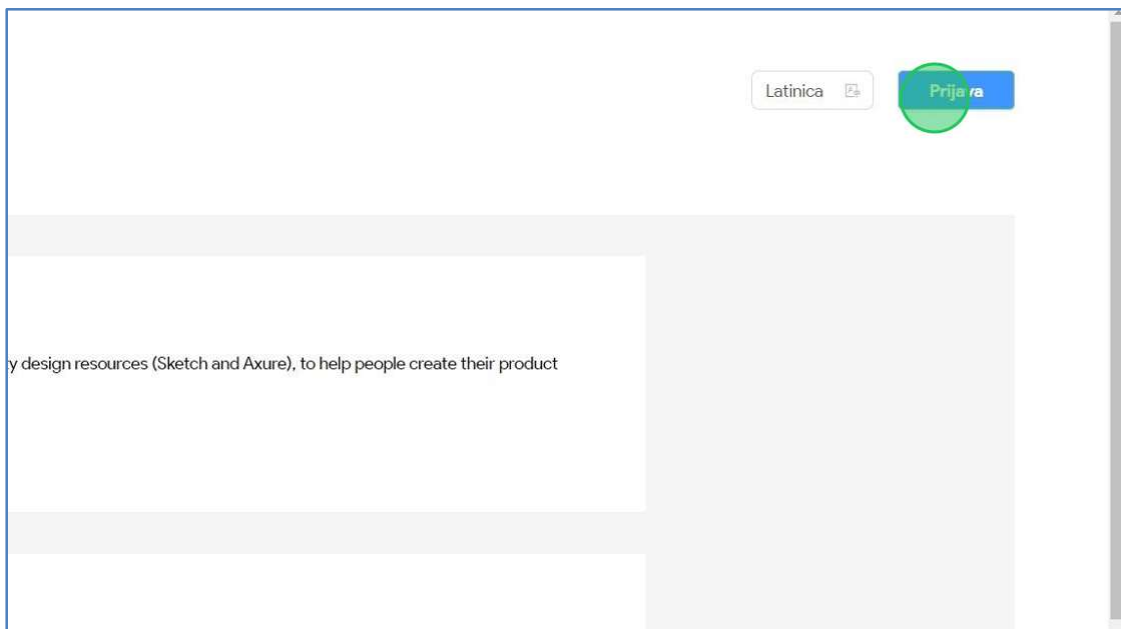 Latinica
Prijava
y design resources (Sketch and Axure), to help people create their product